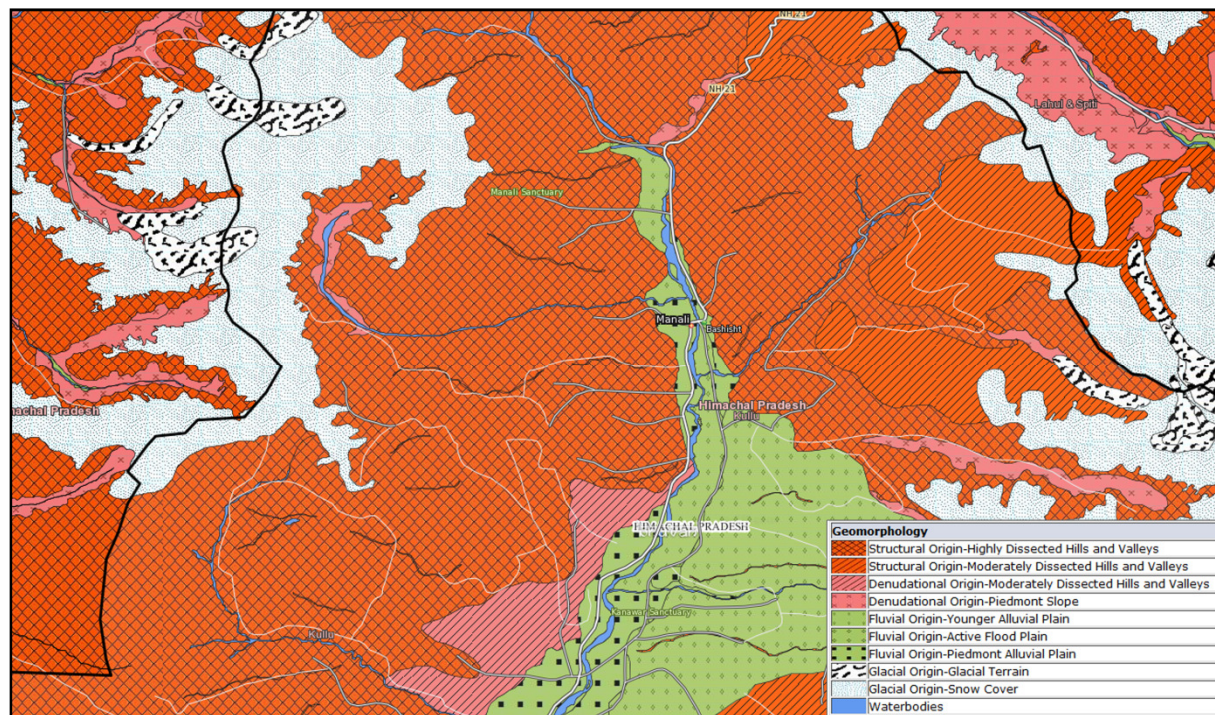 NH 21
NH 21
Lahul & Spiti
Manali Sanctuary
Manali
Bashisht
Himachal Pradesh
Kullu
machal Pradesh
HIMACHAL PRADESH
Kanawar Sanctuary
Kullu
Geomorphology
Structural Origin-Highly Dissected Hills and Valleys
Structural Origin-Moderately Dissected Hills and Valleys
Denudational Origin-Moderately Dissected Hills and Valleys
Denudational Origin-Piedmont Slope
Fluvial Origin-Younger Alluvial Plain
Fluvial Origin-Active Flood Plain
Fluvial Origin-Piedmont Alluvial Plain
Glacial Origin-Glacial Terrain
Glacial Origin-Snow Cover
Waterbodies